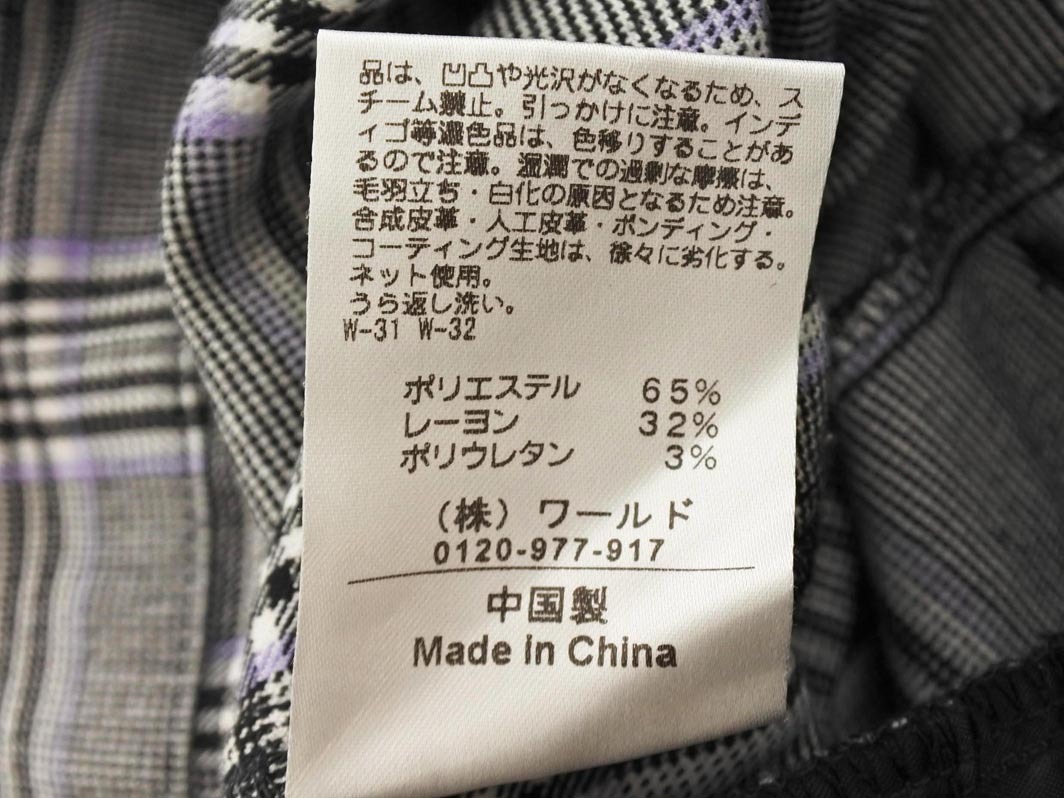 品は、凹凸や光沢がなくなるため、ス
チーム禁止。引っかけに注意。インデ
ィゴ等濃色品は、色移りすることがあ
るので注意。湿潤での過剰な摩擦は、
毛羽立ち・白化の原因となるため注意。
合成皮革・人工皮革・ボンディング・
コーティング生地は、徐々に劣化する。
ネット使用。
うら返し洗い。
W-31 W-32
ポリエステル 65%
レーヨン 32%
ポリウレタン 3%
(株) ワールド
0120-977-917
中国製
Made in China